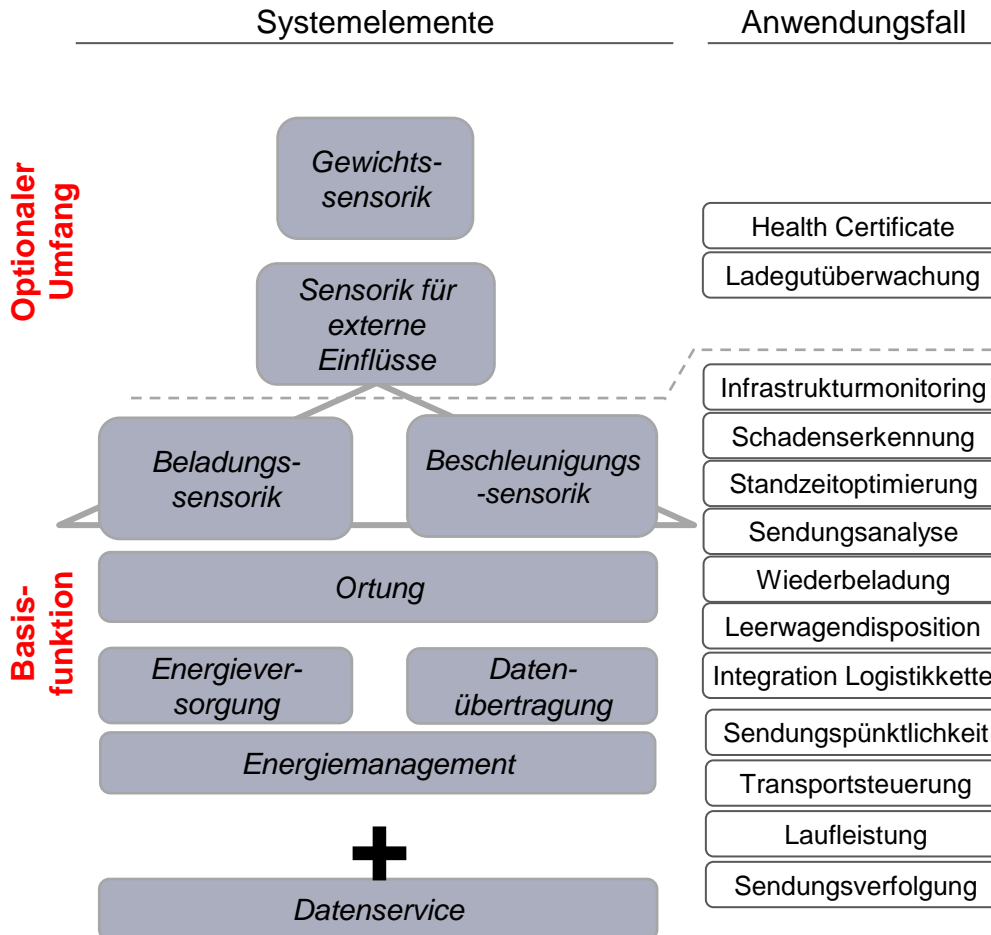 Systemelemente
Anwendungsfall
Optionaler
Umfang
Gewichts-
sensorik
Sensorik für
externe
Einflüsse
Health Certificate
Ladegutüberwachung
Basis-
funktion
Beladungs-
sensorik
Beschleunigungs
-sensorik
Ortung
Energiever-
sorgung
Daten-
übertragung
Energiemanagement
Datenservice
Infrastrukturmonitoring
Schadenserkennung
Standzeitoptimierung
Sendungsanalyse
Wiederbeladung
Leerwagendisposition
Integration Logistikkette
Sendungspünktlichkeit
Transportsteuerung
Laufleistung
Sendungsverfolgung